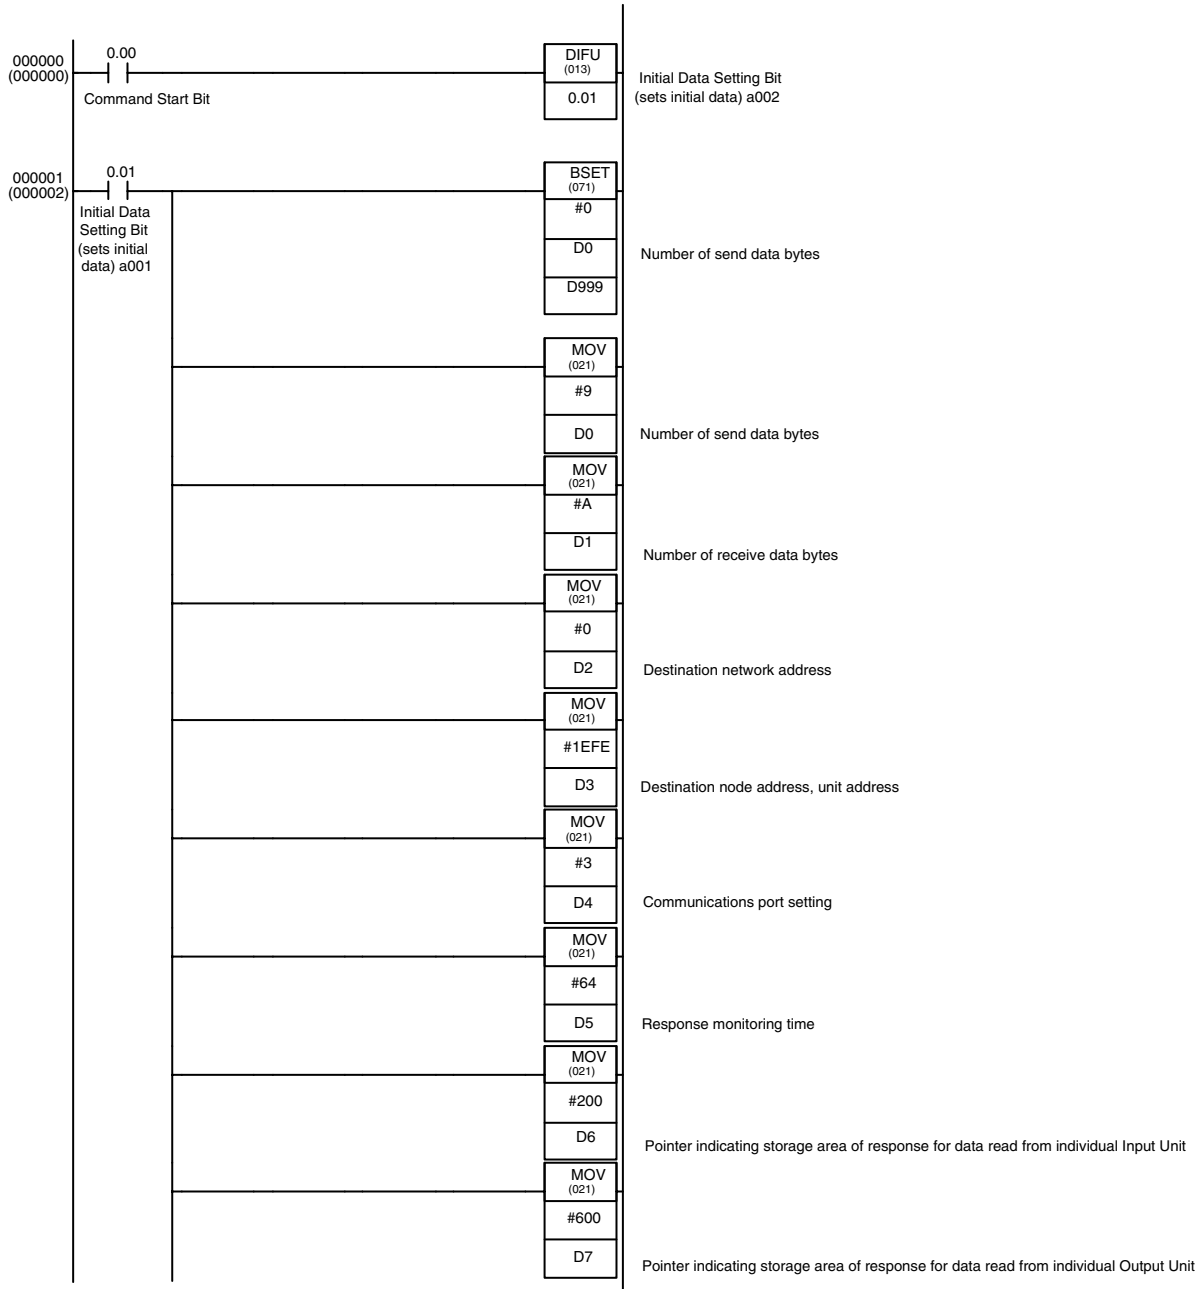 000000
(000000)
0.00
Command Start Bit
DIFU
(013)
0.01
Initial Data Setting Bit
(sets initial data) a002
000001
(000002)
0.01
Initial Data
Setting Bit
(sets initial
data) a001
BSET
(071)
#0
D0
Number of send data bytes
D999
MOV
(021)
#9
D0
Number of send data bytes
MOV
(021)
#A
D1
Number of receive data bytes
MOV
(021)
#0
D2
Destination network address
MOV
(021)
#1EFE
D3
Destination node address, unit address
MOV
(021)
#3
D4
Communications port setting
MOV
(021)
#64
D5
Response monitoring time
MOV
(021)
#200
D6
Pointer indicating storage area of response for data read from individual Input Unit
MOV
(021)
#600
D7
Pointer indicating storage area of response for data read from individual Output Unit